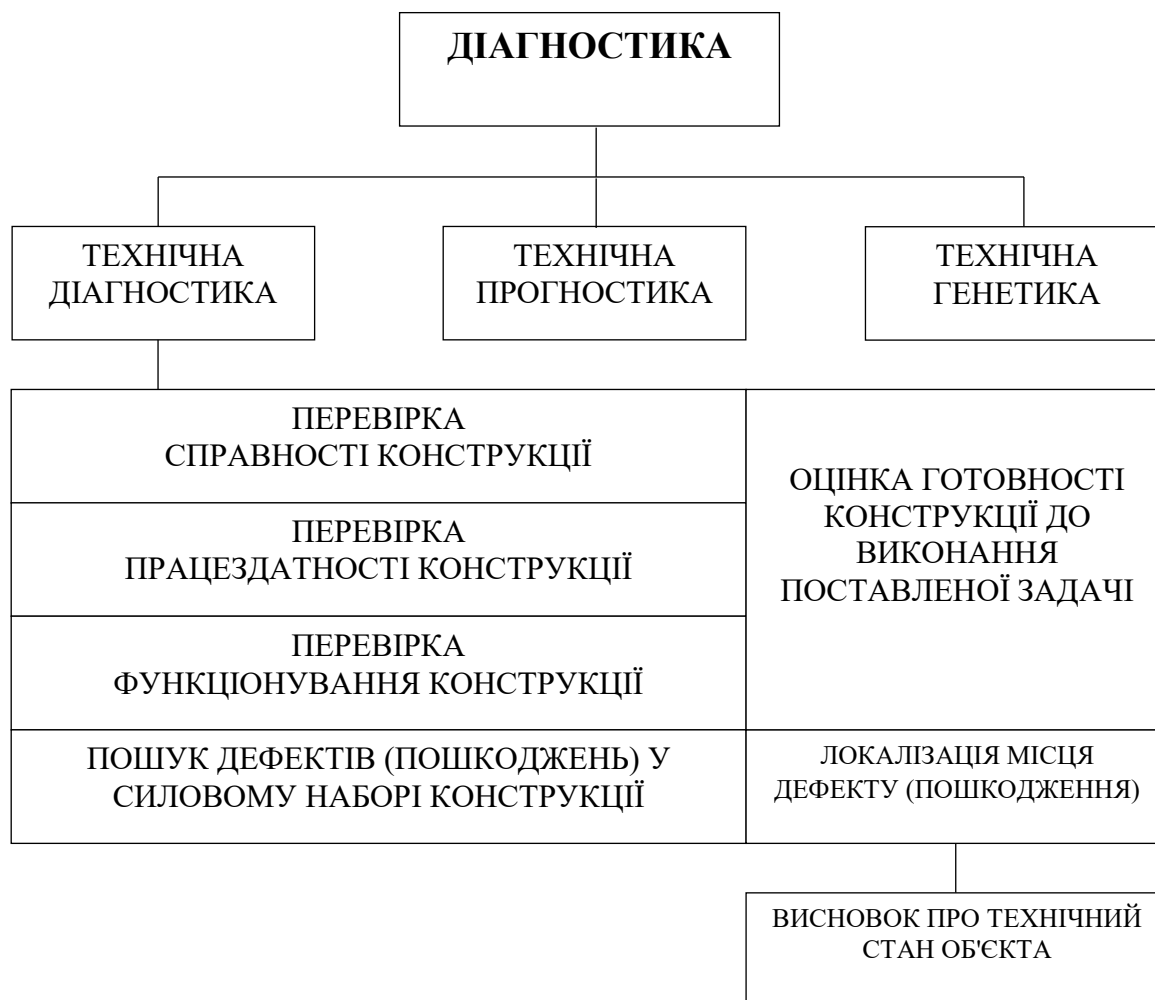 ДІАГНОСТИКА
ТЕХНІЧНА
ДІАГНОСТИКА
ТЕХНІЧНА
ПРОГНОСТИКА
ТЕХНІЧНА
ГЕНЕТИКА
ПЕРЕВІРКА
СПРАВНОСТІ КОНСТРУКЦІЇ
ПЕРЕВІРКА
ПРАЦЕЗДАТНОСТІ КОНСТРУКЦІЇ
ПЕРЕВІРКА
ФУНКЦІОНУВАННЯ КОНСТРУКЦІЇ
ОЦІНКА ГОТОВНОСТІ
КОНСТРУКЦІЇ ДО
ВИКОНАННЯ
ПОСТАВЛЕНОЇ ЗАДАЧІ
ПОШУК ДЕФЕКТІВ (ПОШКОДЖЕНЬ) У
СИЛОВОМУ НАБОРІ КОНСТРУКЦІЇ
ЛОКАЛІЗАЦІЯ МІСЦЯ
ДЕФЕКТУ (ПОШКОДЖЕННЯ)
ВИСНОВОК ПРО ТЕХНІЧНИЙ
СТАН ОБ'ЄКТА